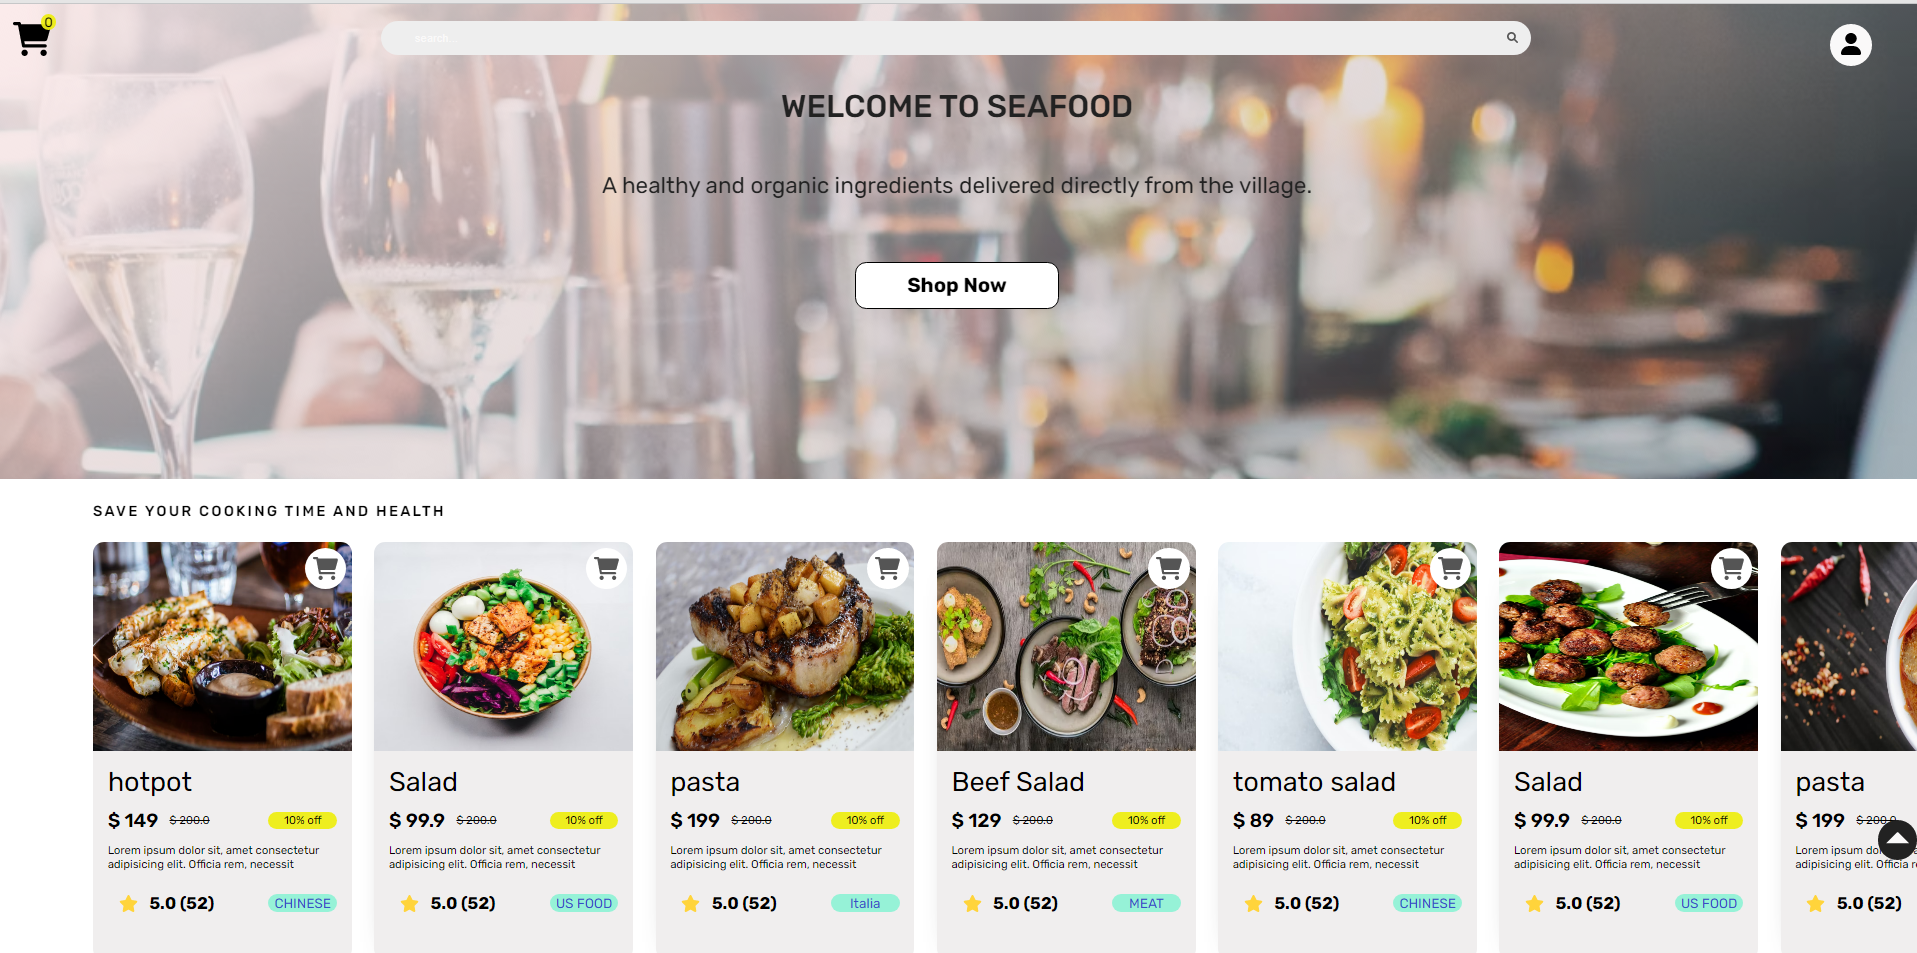 0
search
WELCOME TO SEAFOOD
A healthy and organic ingredients delivered directly from the village.
Shop Now
SAVE YOUR COOKING TIME AND HEALTH
hotpot
$ 149 $ 200.0 10% off
Lorem ipsum dolor sit, amet consectetur
adipisicing elit. Officia rem, necessit
5.0 (52) CHINESE
Salad
$ 99.9 $ 200.0 10% off
Lorem ipsum dolor sit, amet consectetur
adipisicing elit. Officia rem, necessit
5.0 (52) US FOOD
pasta
$ 199 $ 200.0 10% off
Lorem ipsum dolor sit, amet consectetur
adipisicing elit. Officia rem, necessit
5.0 (52) Italia
Beef Salad
$ 129 $ 200.0 10% off
Lorem ipsum dolor sit, amet consectetur
adipisicing elit. Officia rem, necessit
5.0 (52) MEAT
tomato salad
$ 89 $ 200.0 10% off
Lorem ipsum dolor sit, amet consectetur
adipisicing elit. Officia rem, necessit
5.0 (52) CHINESE
Salad
$ 99.9 $ 200.0 10% off
Lorem ipsum dolor sit, amet consectetur
adipisicing elit. Officia rem, necessit
5.0 (52) US FOOD
pasta
$ 199 $ 200.0
Lorem ipsum
adipisicing elit. Officia
5.0 (52)